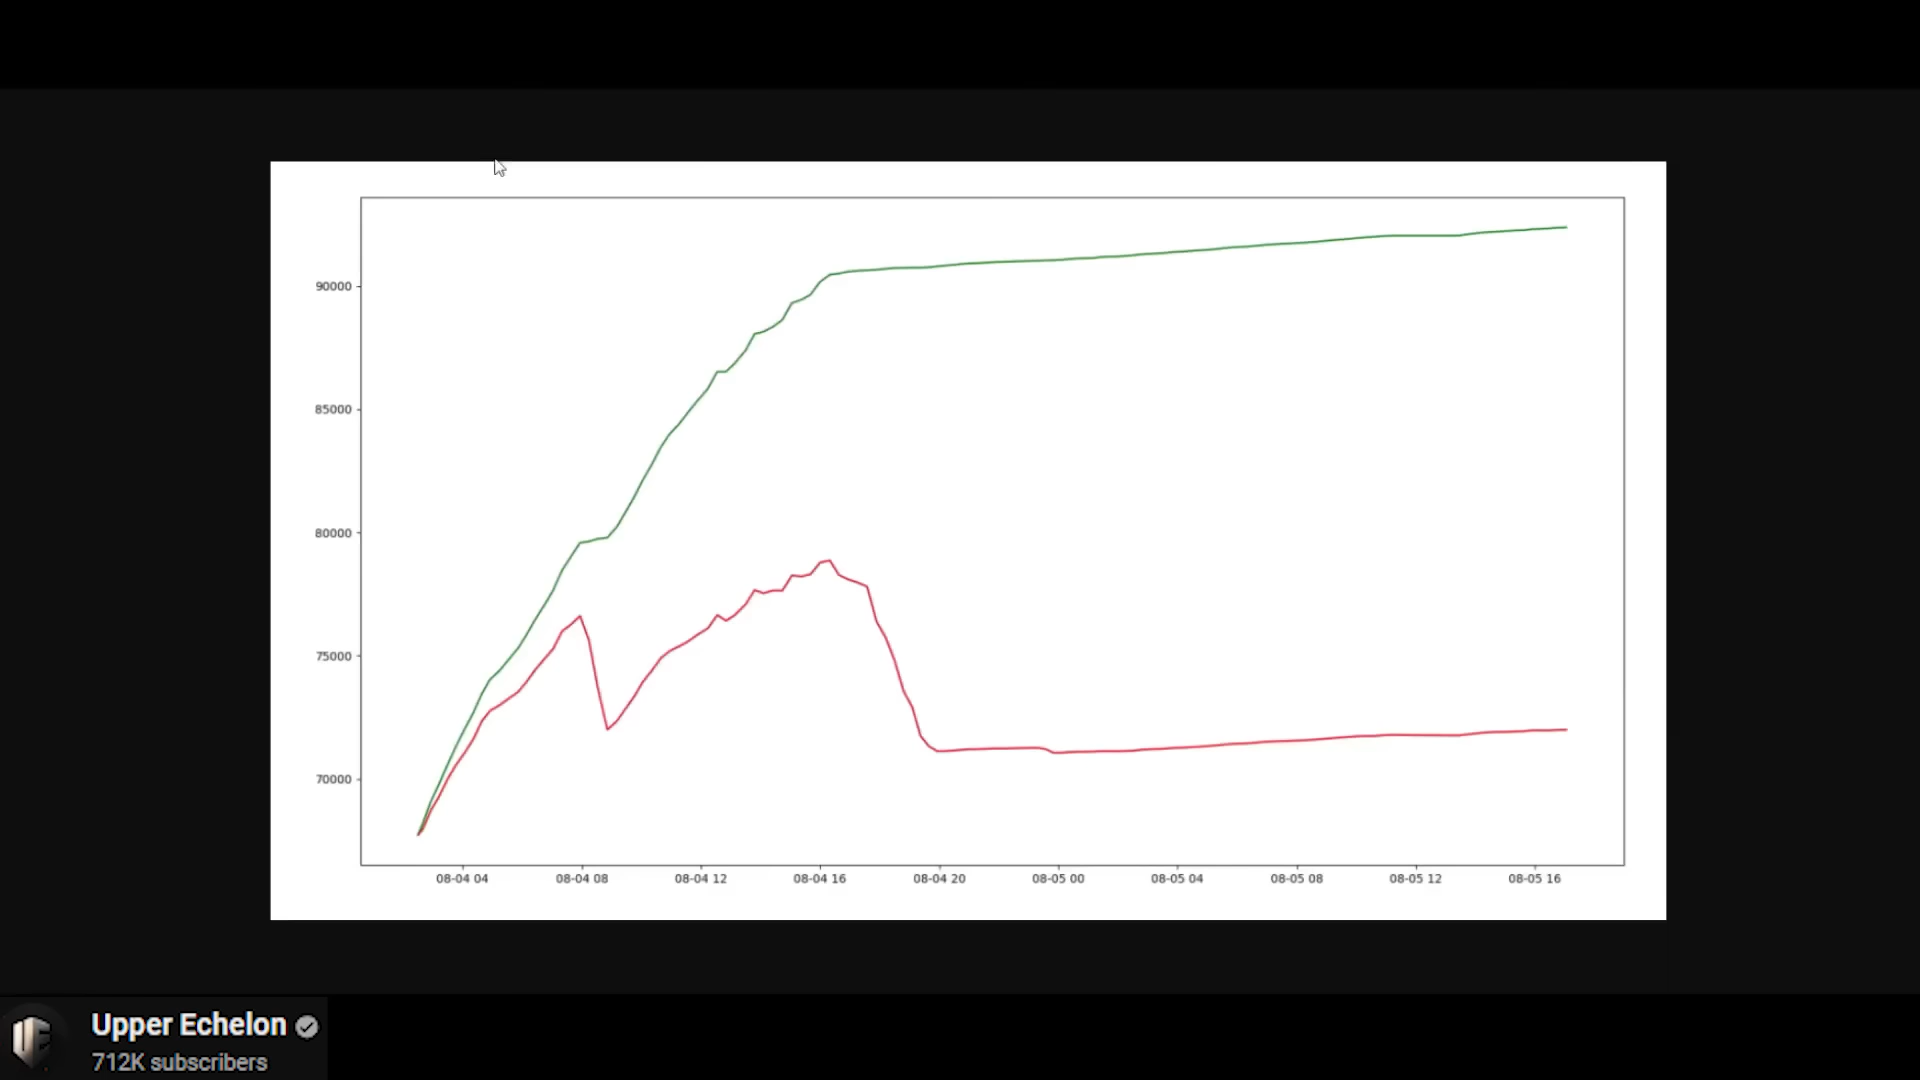 90000
85000
80000
75000
70000
08-04 04 08-04 08 08-04 12 08-04 16 08-04 20 08-05 00 08-05 04 08-05 08 08-05 12 08-05 16
UE
Upper Echelon
712K subscribers